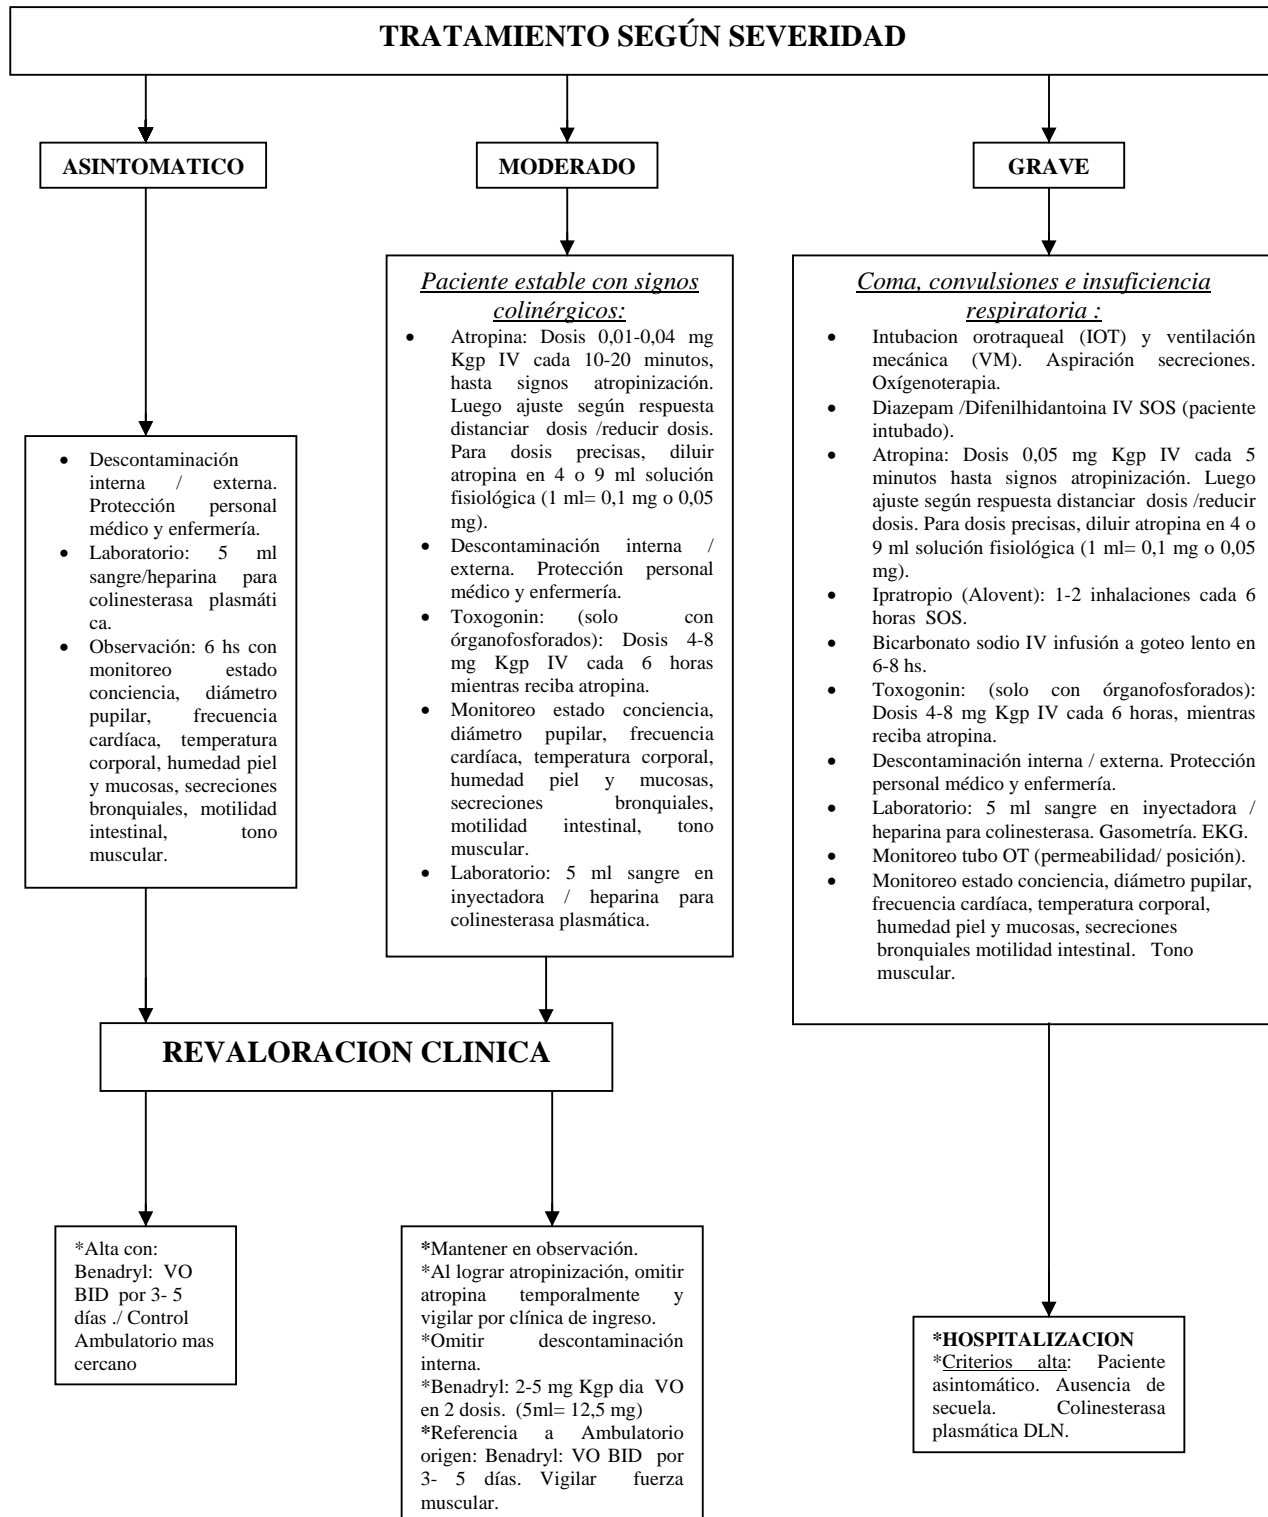 TRATAMIENTO SEGÚN SEVERIDAD
ASINTOMATICO
• Descontaminación
interna / externa.
Protección personal
médico y enfermería.
• Laboratorio: 5 ml
sangre/heparina para
colinesterasa plasmáti
ca.
• Observación: 6 hs con
monitoreo estado
conciencia, diámetro
pupilar, frecuencia
cardíaca, temperatura
corporal, humedad piel
y mucosas, secreciones
bronquiales, motilidad
intestinal, tono
muscular.
MODERADO
Paciente estable con signos
colinérgicos:
• Atropina: Dosis 0,01-0,04 mg
Kgp IV cada 10-20 minutos,
hasta signos atropinización.
Luego ajuste según respuesta
distanciar dosis /reducir dosis.
Para dosis precisas, diluir
atropina en 4 o 9 ml solución
fisiológica (1 ml= 0,1 mg o 0,05
mg).
• Descontaminación interna /
externa. Protección personal
médico y enfermería.
• Toxogonin: (solo con
órganofosforados): Dosis 4-8
mg Kgp IV cada 6 horas
mientras reciba atropina.
• Monitoreo estado conciencia,
diámetro pupilar, frecuencia
cardíaca, temperatura corporal,
humedad piel y mucosas,
secreciones bronquiales,
motilidad intestinal, tono
muscular.
• Laboratorio: 5 ml sangre en
inyectadora / heparina para
colinesterasa plasmática.
GRAVE
Coma, convulsiones e insuficiencia
respiratoria :
• Intubacion orotraqueal (IOT) y ventilación
mecánica (VM). Aspiración secreciones.
Oxígenoterapia.
• Diazepam /Difenilhidantoina IV SOS (paciente
intubado).
• Atropina: Dosis 0,05 mg Kgp IV cada 5
minutos hasta signos atropinización. Luego
ajuste según respuesta distanciar dosis /reducir
dosis. Para dosis precisas, diluir atropina en 4 o
9 ml solución fisiológica (1 ml= 0,1 mg o 0,05
mg).
• Ipratropio (Alovent): 1-2 inhalaciones cada 6
horas SOS.
• Bicarbonato sodio IV infusión a goteo lento en
6-8 hs.
• Toxogonin: (solo con órganofosforados):
Dosis 4-8 mg Kgp IV cada 6 horas, mientras
reciba atropina.
• Descontaminación interna / externa. Protección
personal médico y enfermería.
• Laboratorio: 5 ml sangre en inyectadora /
heparina para colinesterasa. Gasometría. EKG.
• Monitoreo tubo OT (permeabilidad/ posición).
• Monitoreo estado conciencia, diámetro pupilar,
frecuencia cardíaca, temperatura corporal,
humedad piel y mucosas, secreciones
bronquiales motilidad intestinal. Tono
muscular.
REVALORACION CLINICA
*Alta con:
Benadryl: VO
BID por 3- 5
días ./ Control
Ambulatorio mas
cercano
*Mantener en observación.
*Al lograr atropinización, omitir
atropina temporalmente y
vigilar por clínica de ingreso.
*Omitir descontaminación
interna.
*Benadryl: 2-5 mg Kgp dia VO
en 2 dosis. (5ml= 12,5 mg)
*Referencia a Ambulatorio
origen: Benadryl: VO BID por
3- 5 días. Vigilar fuerza
muscular.
*HOSPITALIZACION
*Criterios alta: Paciente
asintomático. Ausencia de
secuela. Colinesterasa
plasmática DLN.